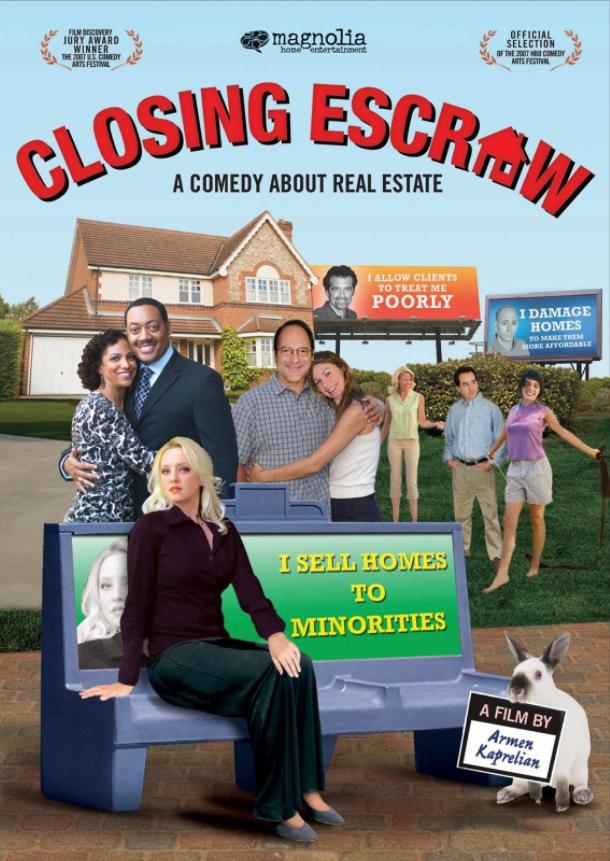 FILM DISCOVERY
JURY AWARD
WINNER
THE 2007 U.S. COMEDY
ARTS FESTIVAL
magnolia
home entertainment
OFFICIAL
SELECTION
OF THE 2007 HBO COMEDY
ARTS FESTIVAL
CLOSING ESCROW
A COMEDY ABOUT REAL ESTATE
I ALLOW CLIENTS
TO TREAT ME
POORLY
I DAMAGE
HOMES
TO MAKE THEM
MORE AFFORDABLE
I SELL HOMES
TO
MINORITIES
A FILM BY
Armen
Kaprelian